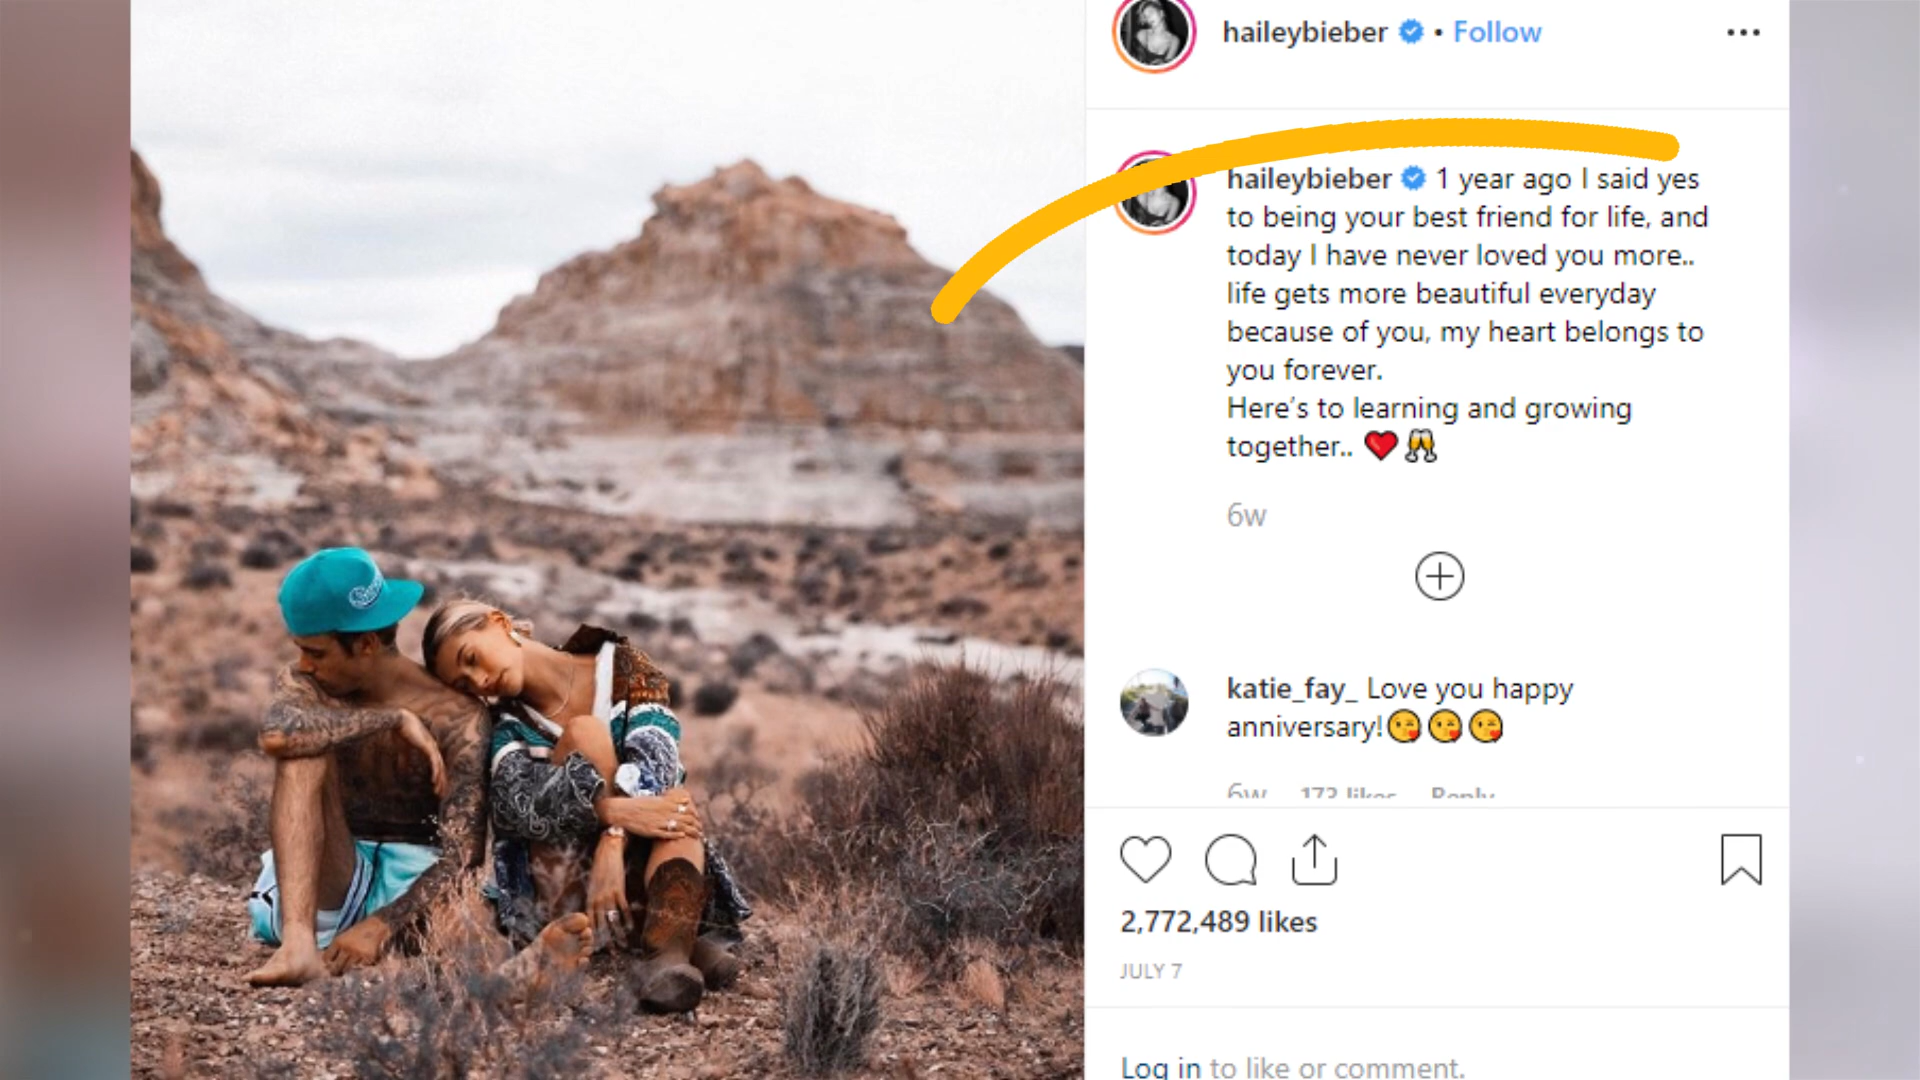 haileybieber • Follow
haileybieber 1 year ago I said yes
to being your best friend for life, and
today I have never loved you more..
life gets more beautiful everyday
because of you, my heart belongs to
you forever.
Here's to learning and growing
together.. ❤️🥂
6w
katie_fay_ Love you happy
anniversary!😘😘😘
6w 173 likes Reply
2,772,489 likes
JULY 7
Log in to like or comment.